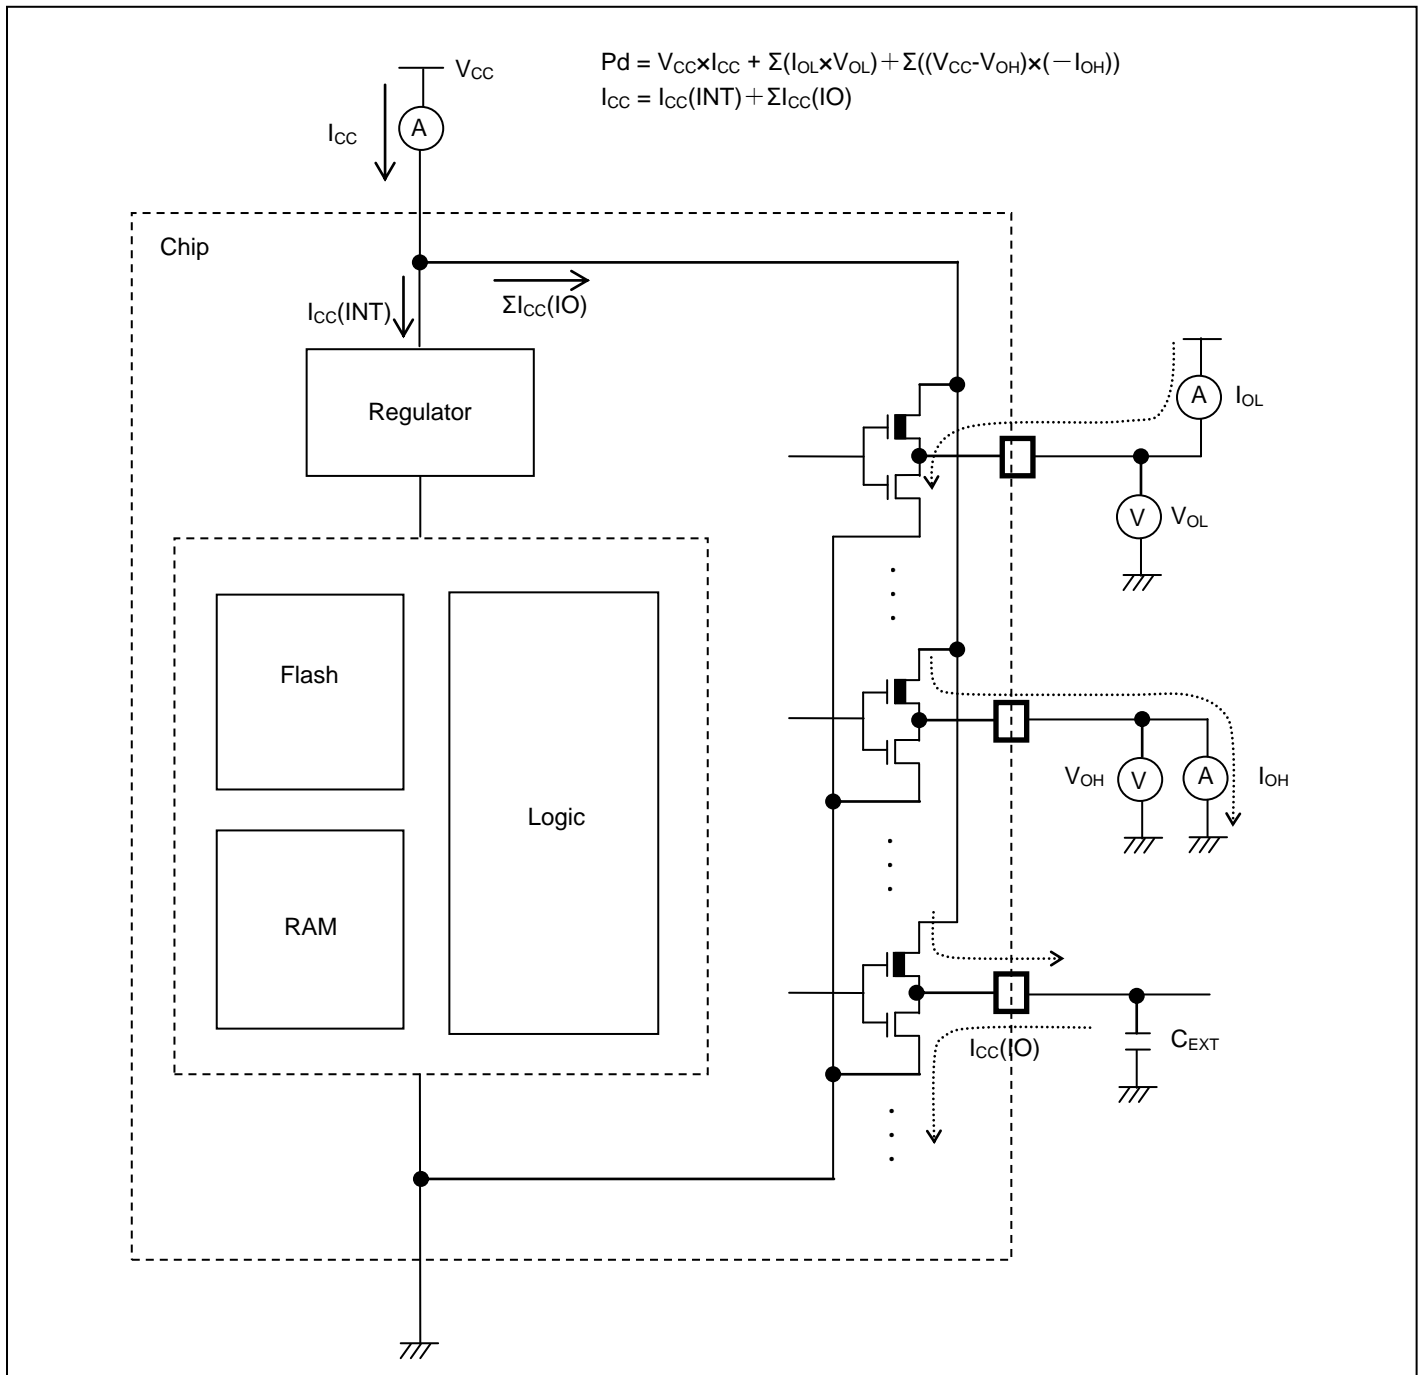 Pd = VCC×ICC + Σ(IOL×VOL)+Σ((VCC-VOH)×(-IOH))
ICC = ICC(INT)+ΣICC(IO)
VCC
A
ICC
Chip
ICC(INT)
ΣICC(IO)
Regulator
A
IOL
V
VOL
Flash
Logic
RAM
VOH
V
A
IOH
ICC(IO)
CEXT